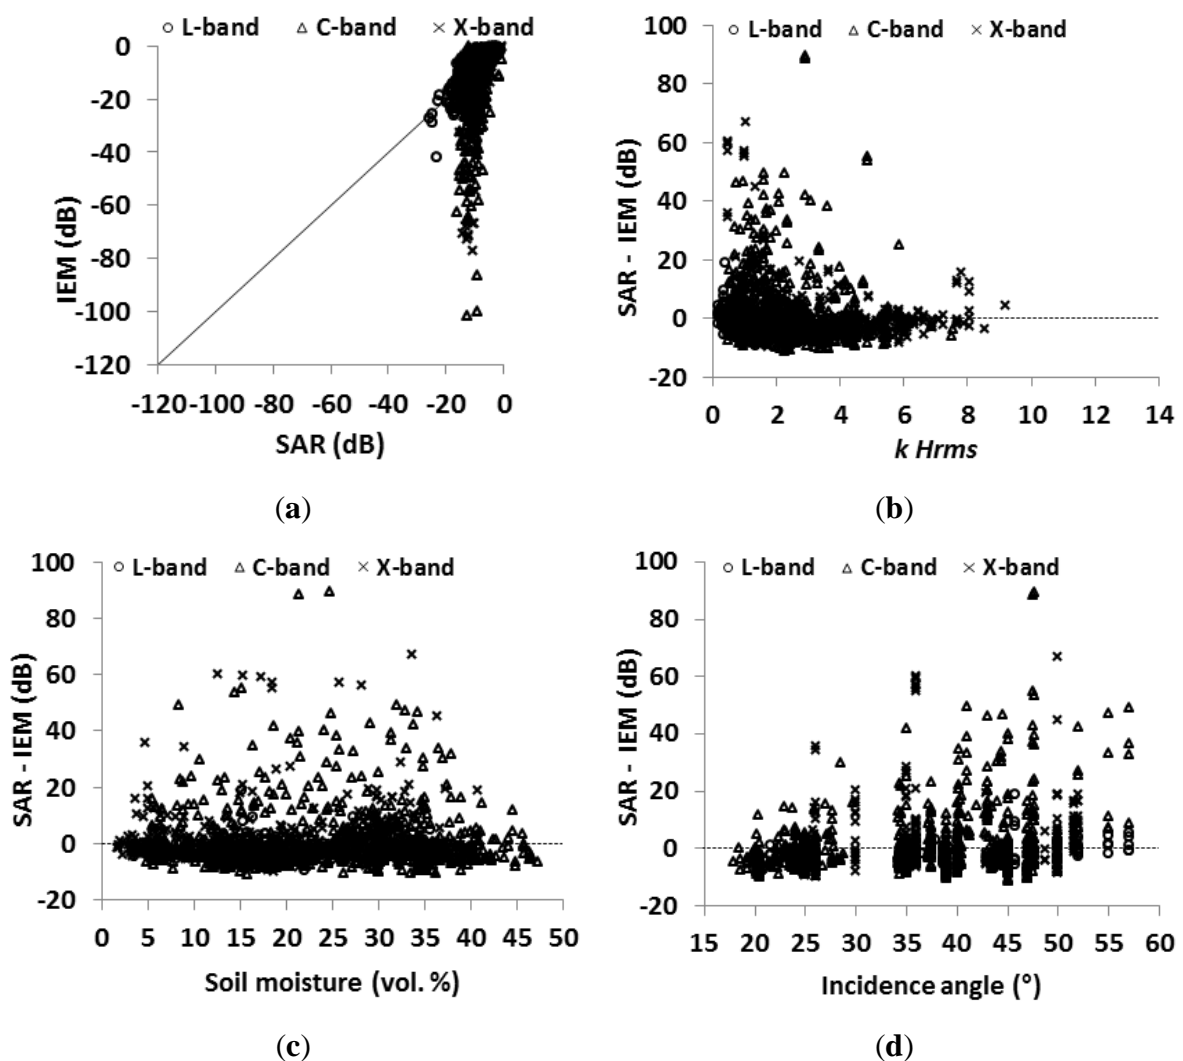 ○ L-band △ C-band × X-band
0
-20
-40
-60
-80
-100
-120
IEM (dB)
-120 -100 -80 -60 -40 -20 0
SAR (dB)
(a)
○ L-band △ C-band × X-band
100
80
60
40
20
0
-20
SAR - IEM (dB)
0 2 4 6 8 10 12 14
k Hrms
(b)
○ L-band △ C-band × X-band
100
80
60
40
20
0
-20
SAR - IEM (dB)
0 5 10 15 20 25 30 35 40 45 50
Soil moisture (vol. %)
(c)
○ L-band △ C-band × X-band
100
80
60
40
20
0
-20
SAR - IEM (dB)
15 20 25 30 35 40 45 50 55 60
Incidence angle (°)
(d)